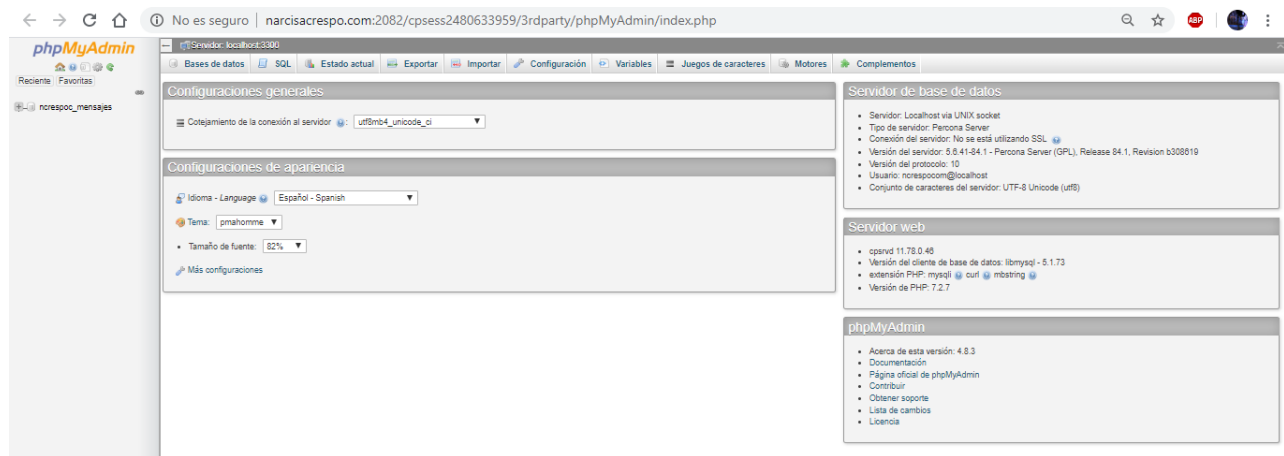 No es seguro | narcisacrespo.com:2082/cpsess2480633959/3rdparty/phpMyAdmin/index.php
ABP
phpMyAdmin
Reciente Favoritas
ncrespoc_mensajes
Servidor: localhost:3306
Bases de datos SQL Estado actual Exportar Importar Configuración Variables Juegos de caracteres Motores Complementos
Configuraciones generales
Cotejamiento de la conexión al servidor : utf8mb4_unicode_ci
Configuraciones de apariencia
Idioma - Language Español - Spanish
Tema: pmahomme
Tamaño de fuente: 82%
Más configuraciones
Servidor de base de datos
Servidor: Localhost via UNIX socket
Tipo de servidor: Percona Server
Conexión del servidor: No se está utilizando SSL
Versión del servidor: 5.6.41-84.1 - Percona Server (GPL), Release 84.1, Revision b308619
Versión del protocolo: 10
Usuario: ncrespocom@localhost
Conjunto de caracteres del servidor: UTF-8 Unicode (utf8)
Servidor web
cpsrvd 11.78.0.46
Versión del cliente de base de datos: libmysql - 5.1.73
extensión PHP: mysqli curl mbstring
Versión de PHP: 7.2.7
phpMyAdmin
Acerca de esta versión: 4.8.3
Documentación
Página oficial de phpMyAdmin
Contribuir
Obtener soporte
Lista de cambios
Licencia